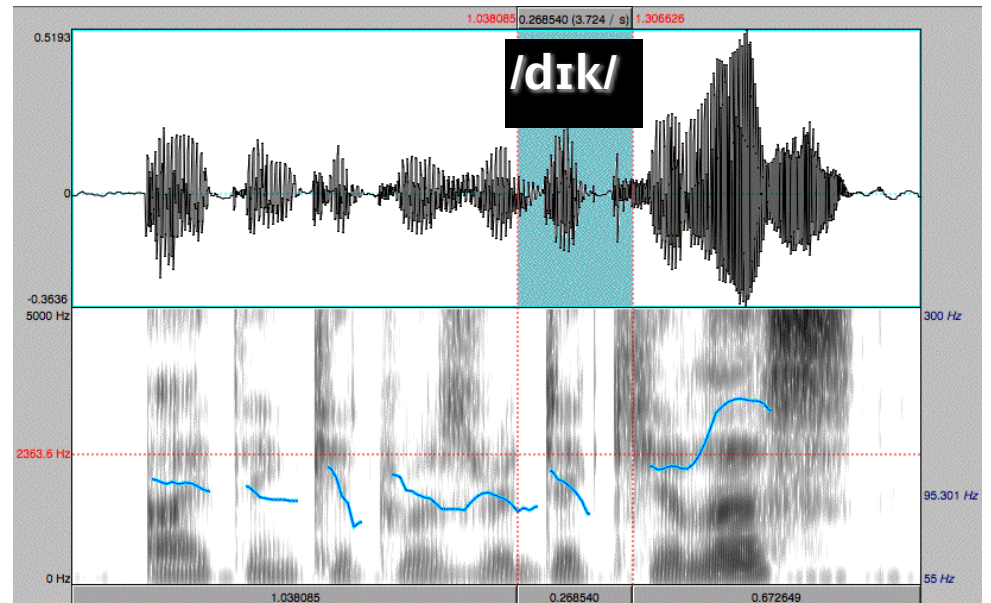 1.038085 0.268540 (3.724 / s) 1.306626
0.5193
/dɪk/
0
-0.3636
5000 Hz 300 Hz
2363.6 Hz
95.301 Hz
0 Hz 55 Hz
1.038085 0.268540 0.672649